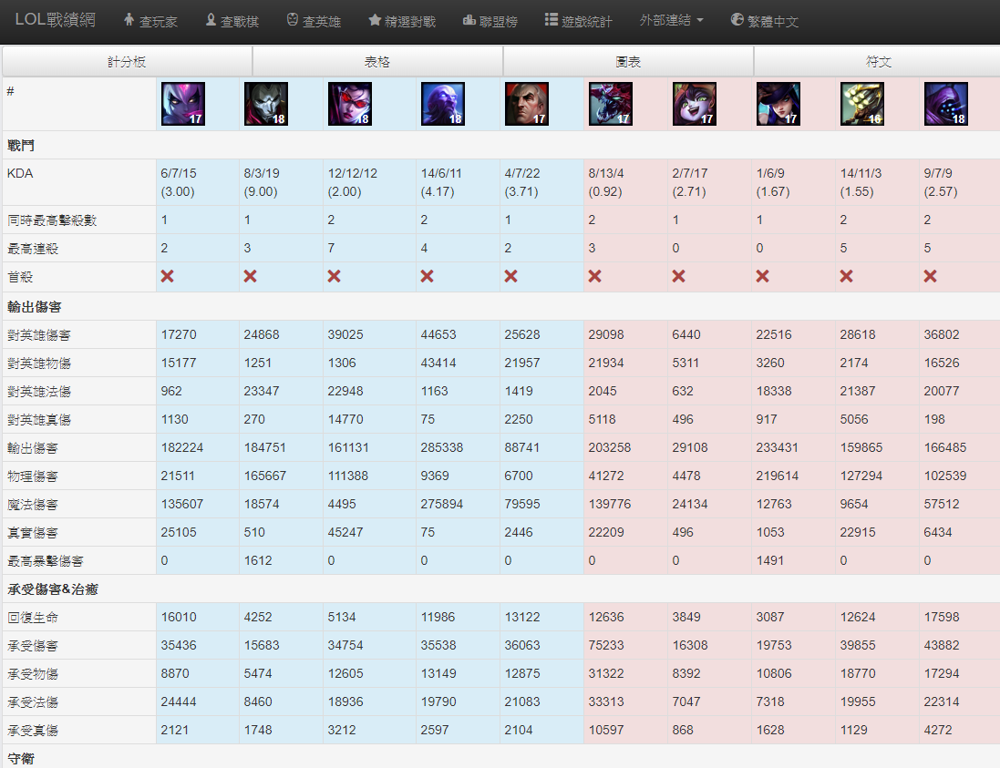 LOL戰績網 查玩家 查戰棋 查英雄 精選對戰 聯盟榜 遊戲統計 外部連結 繁體中文
計分板 表格 圖表 符文
# 17 18 18 18 17 17 17 17 16 18
戰鬥
KDA 6/7/15 8/3/19 12/12/12 14/6/11 4/7/22 8/13/4 2/7/17 1/6/9 14/11/3 9/7/9
(3.00) (9.00) (2.00) (4.17) (3.71) (0.92) (2.71) (1.67) (1.55) (2.57)
同時最高擊殺數 1 1 2 2 1 2 1 1 2 2
最高連殺 2 3 7 4 2 3 0 0 5 5
首殺
輸出傷害
對英雄傷害 17270 24868 39025 44653 25628 29098 6440 22516 28618 36802
對英雄物傷 15177 1251 1306 43414 21957 21934 5311 3260 2174 16526
對英雄法傷 962 23347 22948 1163 1419 2045 632 18338 21387 20077
對英雄真傷 1130 270 14770 75 2250 5118 496 917 5056 198
輸出傷害 182224 184751 161131 285338 88741 203258 29108 233431 159865 166485
物理傷害 21511 165667 111388 9369 6700 41272 4478 219614 127294 102539
魔法傷害 135607 18574 4495 275894 79595 139776 24134 12763 9654 57512
真實傷害 25105 510 45247 75 2446 22209 496 1053 22915 6434
最高暴擊傷害 0 1612 0 0 0 0 0 1491 0 0
承受傷害&治癒
回復生命 16010 4252 5134 11986 13122 12636 3849 3087 12624 17598
承受傷害 35436 15683 34754 35538 36063 75233 16308 19753 39855 43882
承受物傷 8870 5474 12605 13149 12875 31322 8392 10806 18770 17294
承受法傷 24444 8460 18936 19790 21083 33313 7047 7318 19955 22314
承受真傷 2121 1748 3212 2597 2104 10597 868 1628 1129 4272
守衛